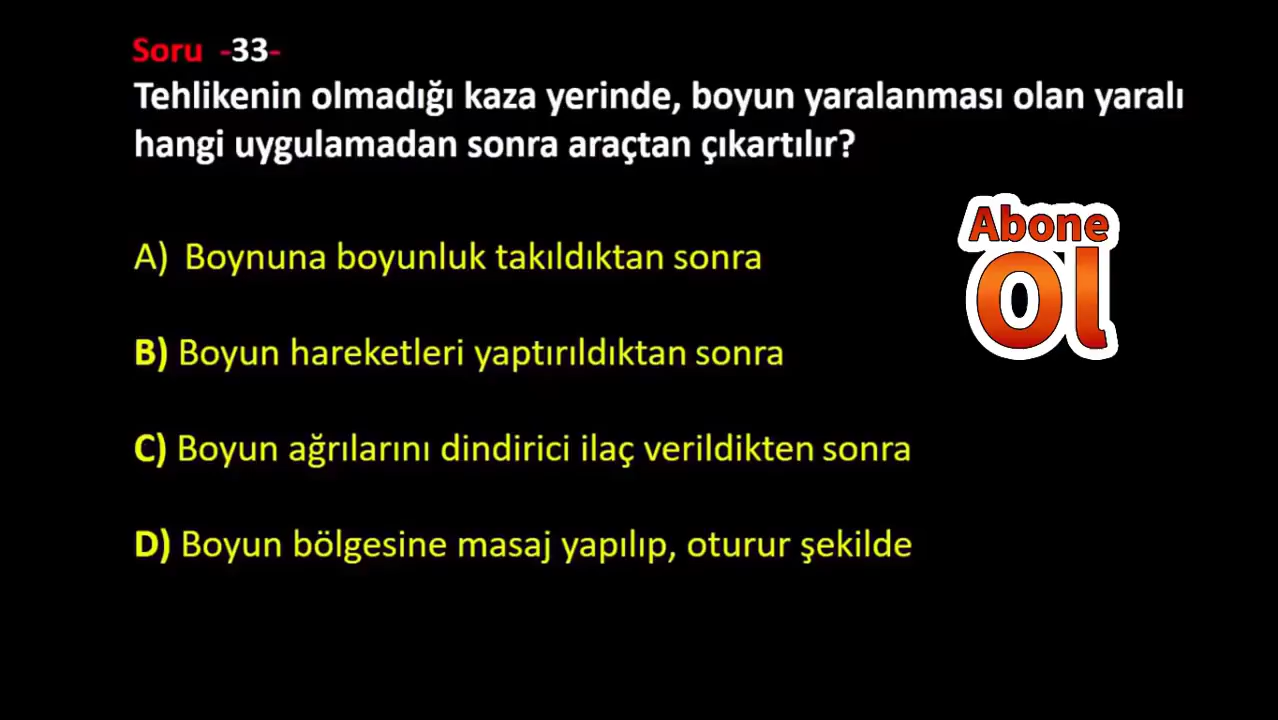 Soru -33-
Tehlikenin olmadığı kaza yerinde, boyun yaralanması olan yaralı
hangi uygulamadan sonra araçtan çıkartılır?
Abone
Ol
A) Boynuna boyunluk takıldıktan sonra
B) Boyun hareketleri yaptırıldıktan sonra
C) Boyun ağrılarını dindirici ilaç verildikten sonra
D) Boyun bölgesine masaj yapılıp, oturur şekilde